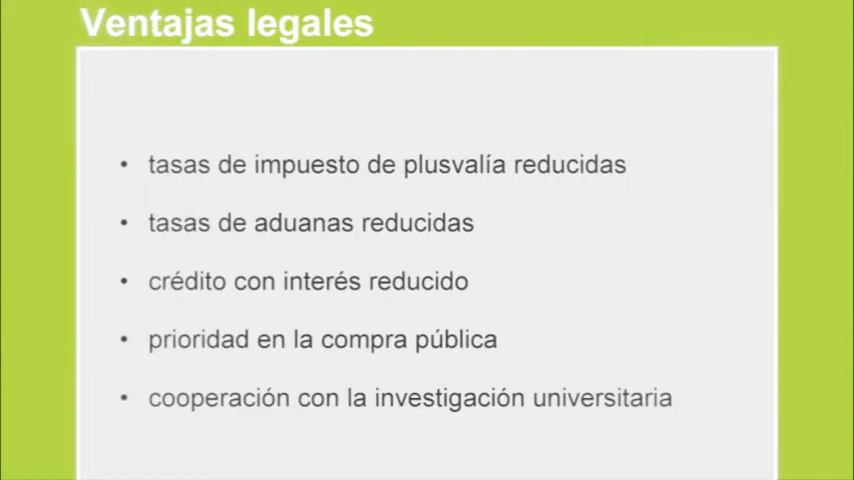 Ventajas legales
• tasas de impuesto de plusvalía reducidas
• tasas de aduanas reducidas
• crédito con interés reducido
• prioridad en la compra pública
• cooperación con la investigación universitaria